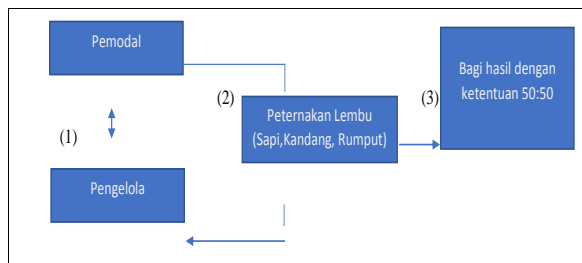 Pemodal
(1)
Pengelola
(2)
Peternakan Lembu
(Sapi,Kandang, Rumput)
(3)
Bagi hasil dengan
ketentuan 50:50